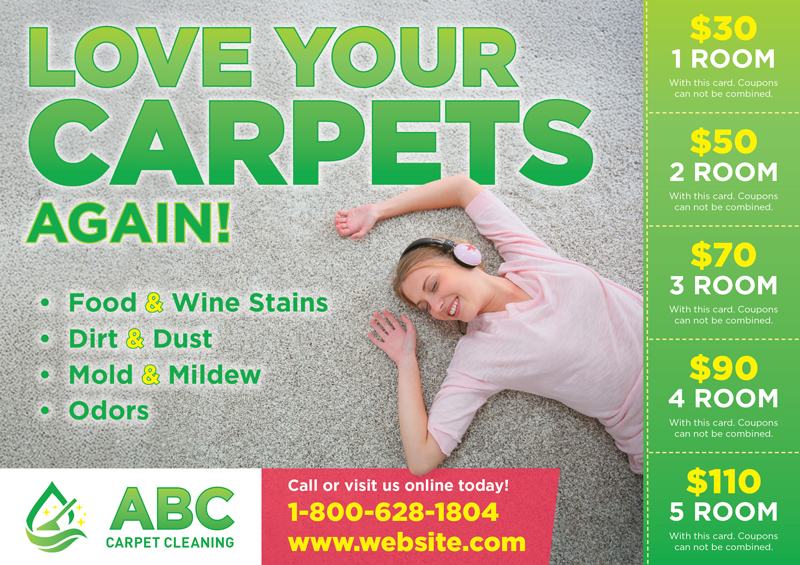 LOVE YOUR
CARPETS
AGAIN!
• Food & Wine Stains
• Dirt & Dust
• Mold & Mildew
• Odors
ABC
CARPET CLEANING
Call or visit us online today!
1-800-628-1804
www.website.com
$30
1 ROOM
With this card. Coupons
can not be combined.
$50
2 ROOM
With this card. Coupons
can not be combined.
$70
3 ROOM
With this card. Coupons
can not be combined.
$90
4 ROOM
With this card. Coupons
can not be combined.
$110
5 ROOM
With this card. Coupons
can not be combined.